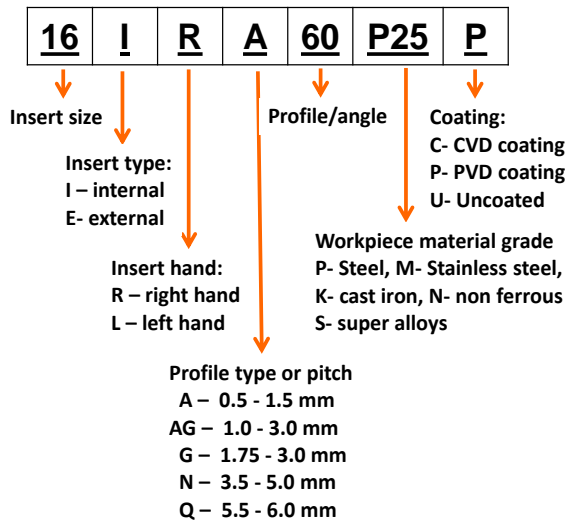 16 I R A 60 P25 P
Insert size
Profile/angle
Coating:
C- CVD coating
P- PVD coating
U- Uncoated
Insert type:
I – internal
E- external
Workpiece material grade
P- Steel, M- Stainless steel,
K- cast iron, N- non ferrous
S- super alloys
Insert hand:
R – right hand
L – left hand
Profile type or pitch
A – 0.5 - 1.5 mm
AG – 1.0 - 3.0 mm
G – 1.75 - 3.0 mm
N – 3.5 - 5.0 mm
Q – 5.5 - 6.0 mm